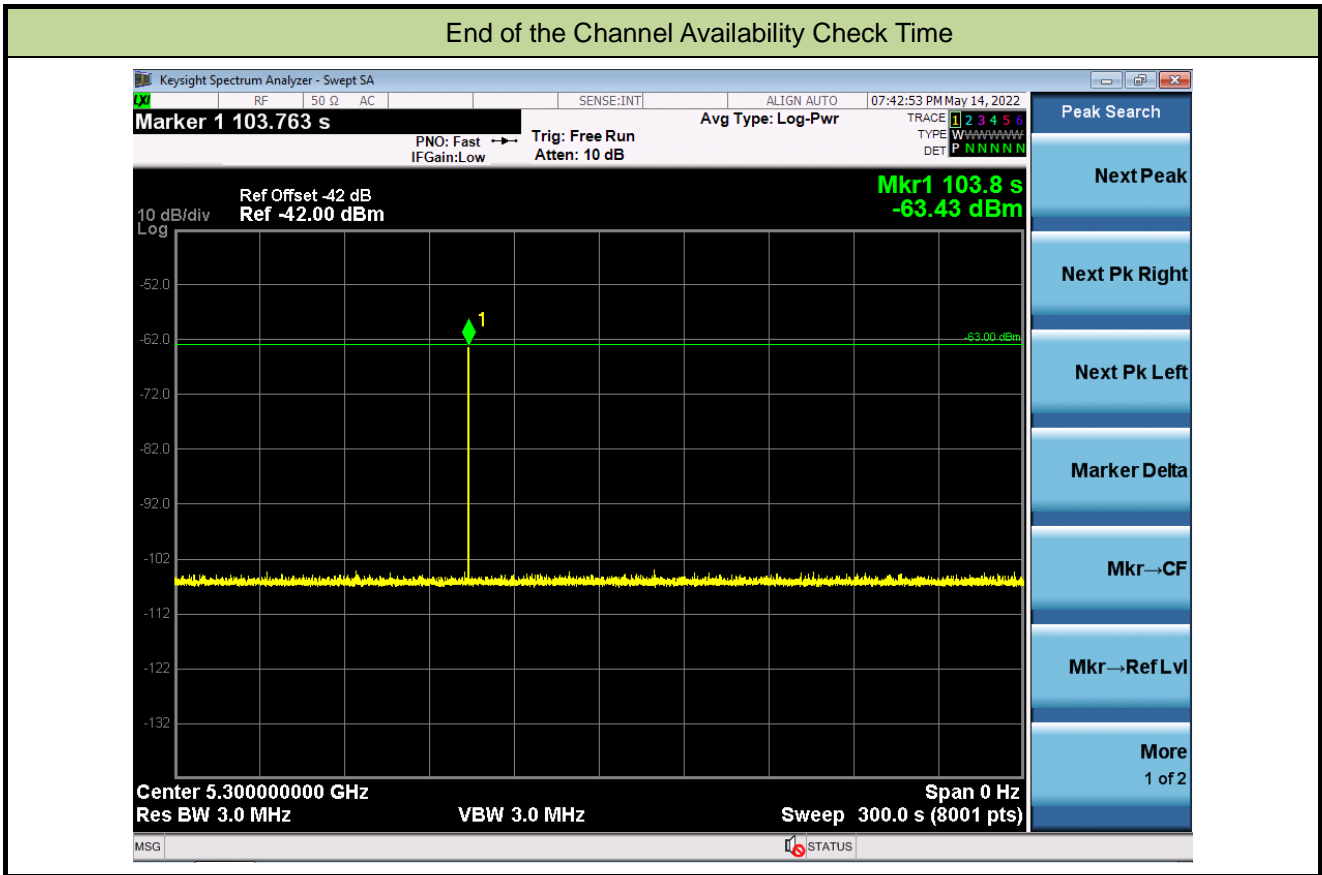 End of the Channel Availability Check Time
Keysight Spectrum Analyzer - Swept SA
LXI RF 50 Ω AC SENSE:INT ALIGN AUTO 07:42:53 PM May 14, 2022
Marker 1 103.763 s
PNO: Fast
IFGain:Low
Trig: Free Run
Atten: 10 dB
Avg Type: Log-Pwr
TRACE 1 2 3 4 5 6
TYPE WWWWWW
DET P N N N N N
Ref Offset -42 dB
10 dB/div Ref -42.00 dBm
Log
Mkr1 103.8 s
-63.43 dBm
-52.0
1
-62.0
-63.00 dBm
-72.0
-82.0
-92.0
-102
-112
-122
-132
Center 5.300000000 GHz Span 0 Hz
Res BW 3.0 MHz VBW 3.0 MHz Sweep 300.0 s (8001 pts)
MSG STATUS
Peak Search
Next Peak
Next Pk Right
Next Pk Left
Marker Delta
Mkr→CF
Mkr→Ref Lvl
More
1 of 2